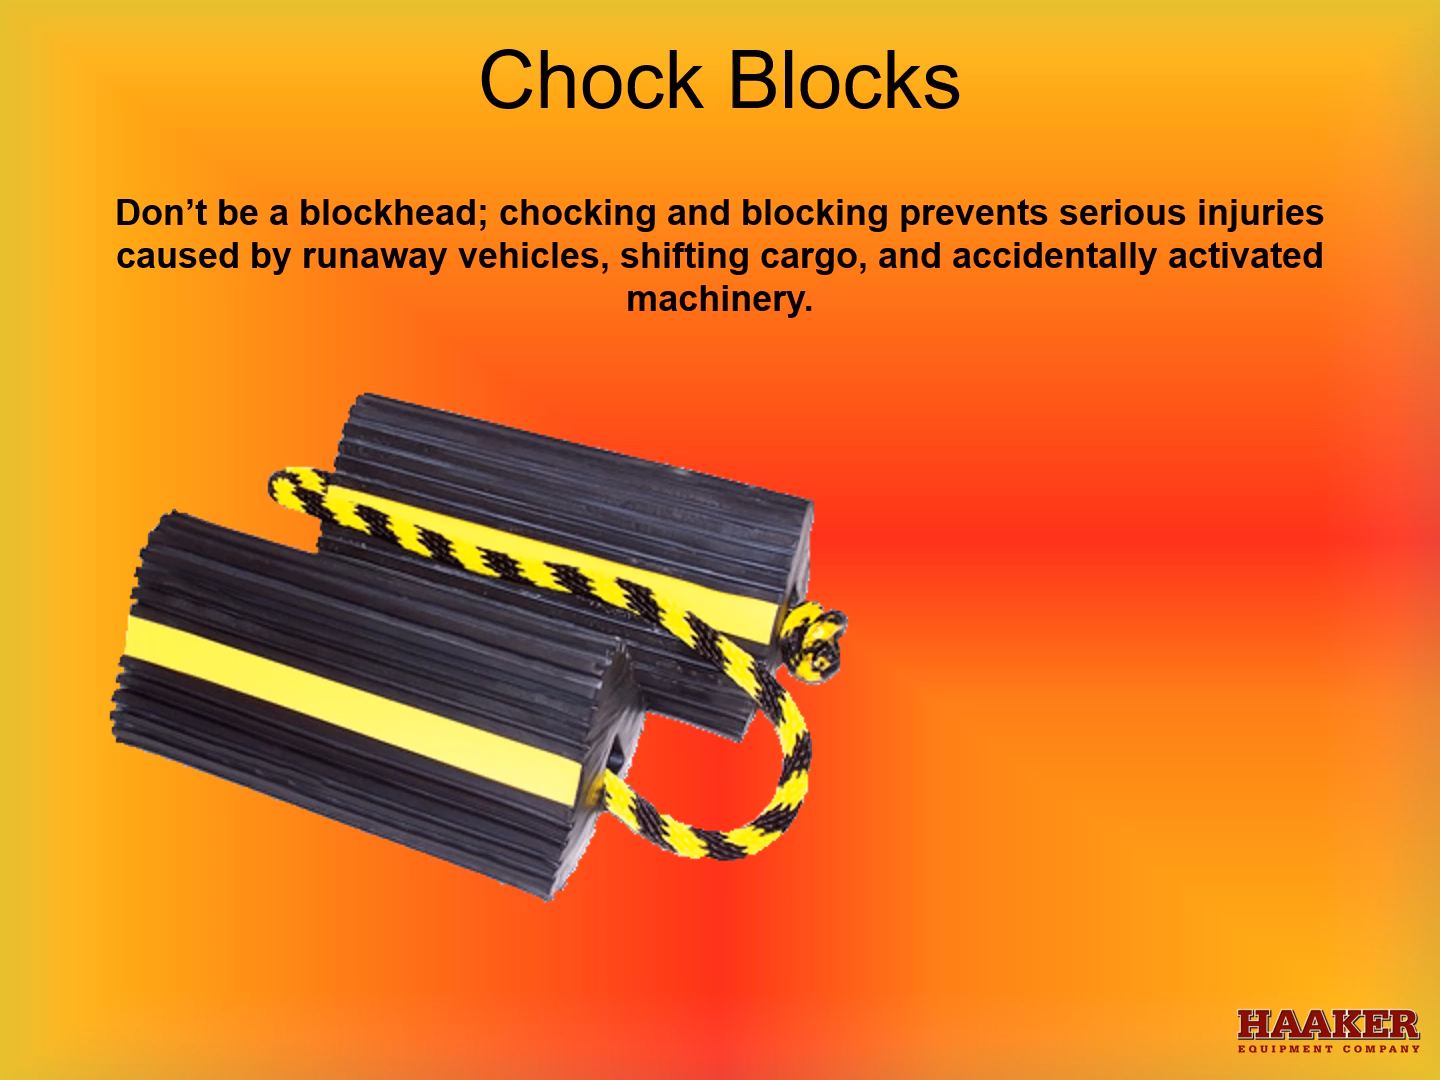 Chock Blocks
Don’t be a blockhead; chocking and blocking prevents serious injuries
caused by runaway vehicles, shifting cargo, and accidentally activated
machinery.
HAAKER
EQUIPMENT COMPANY